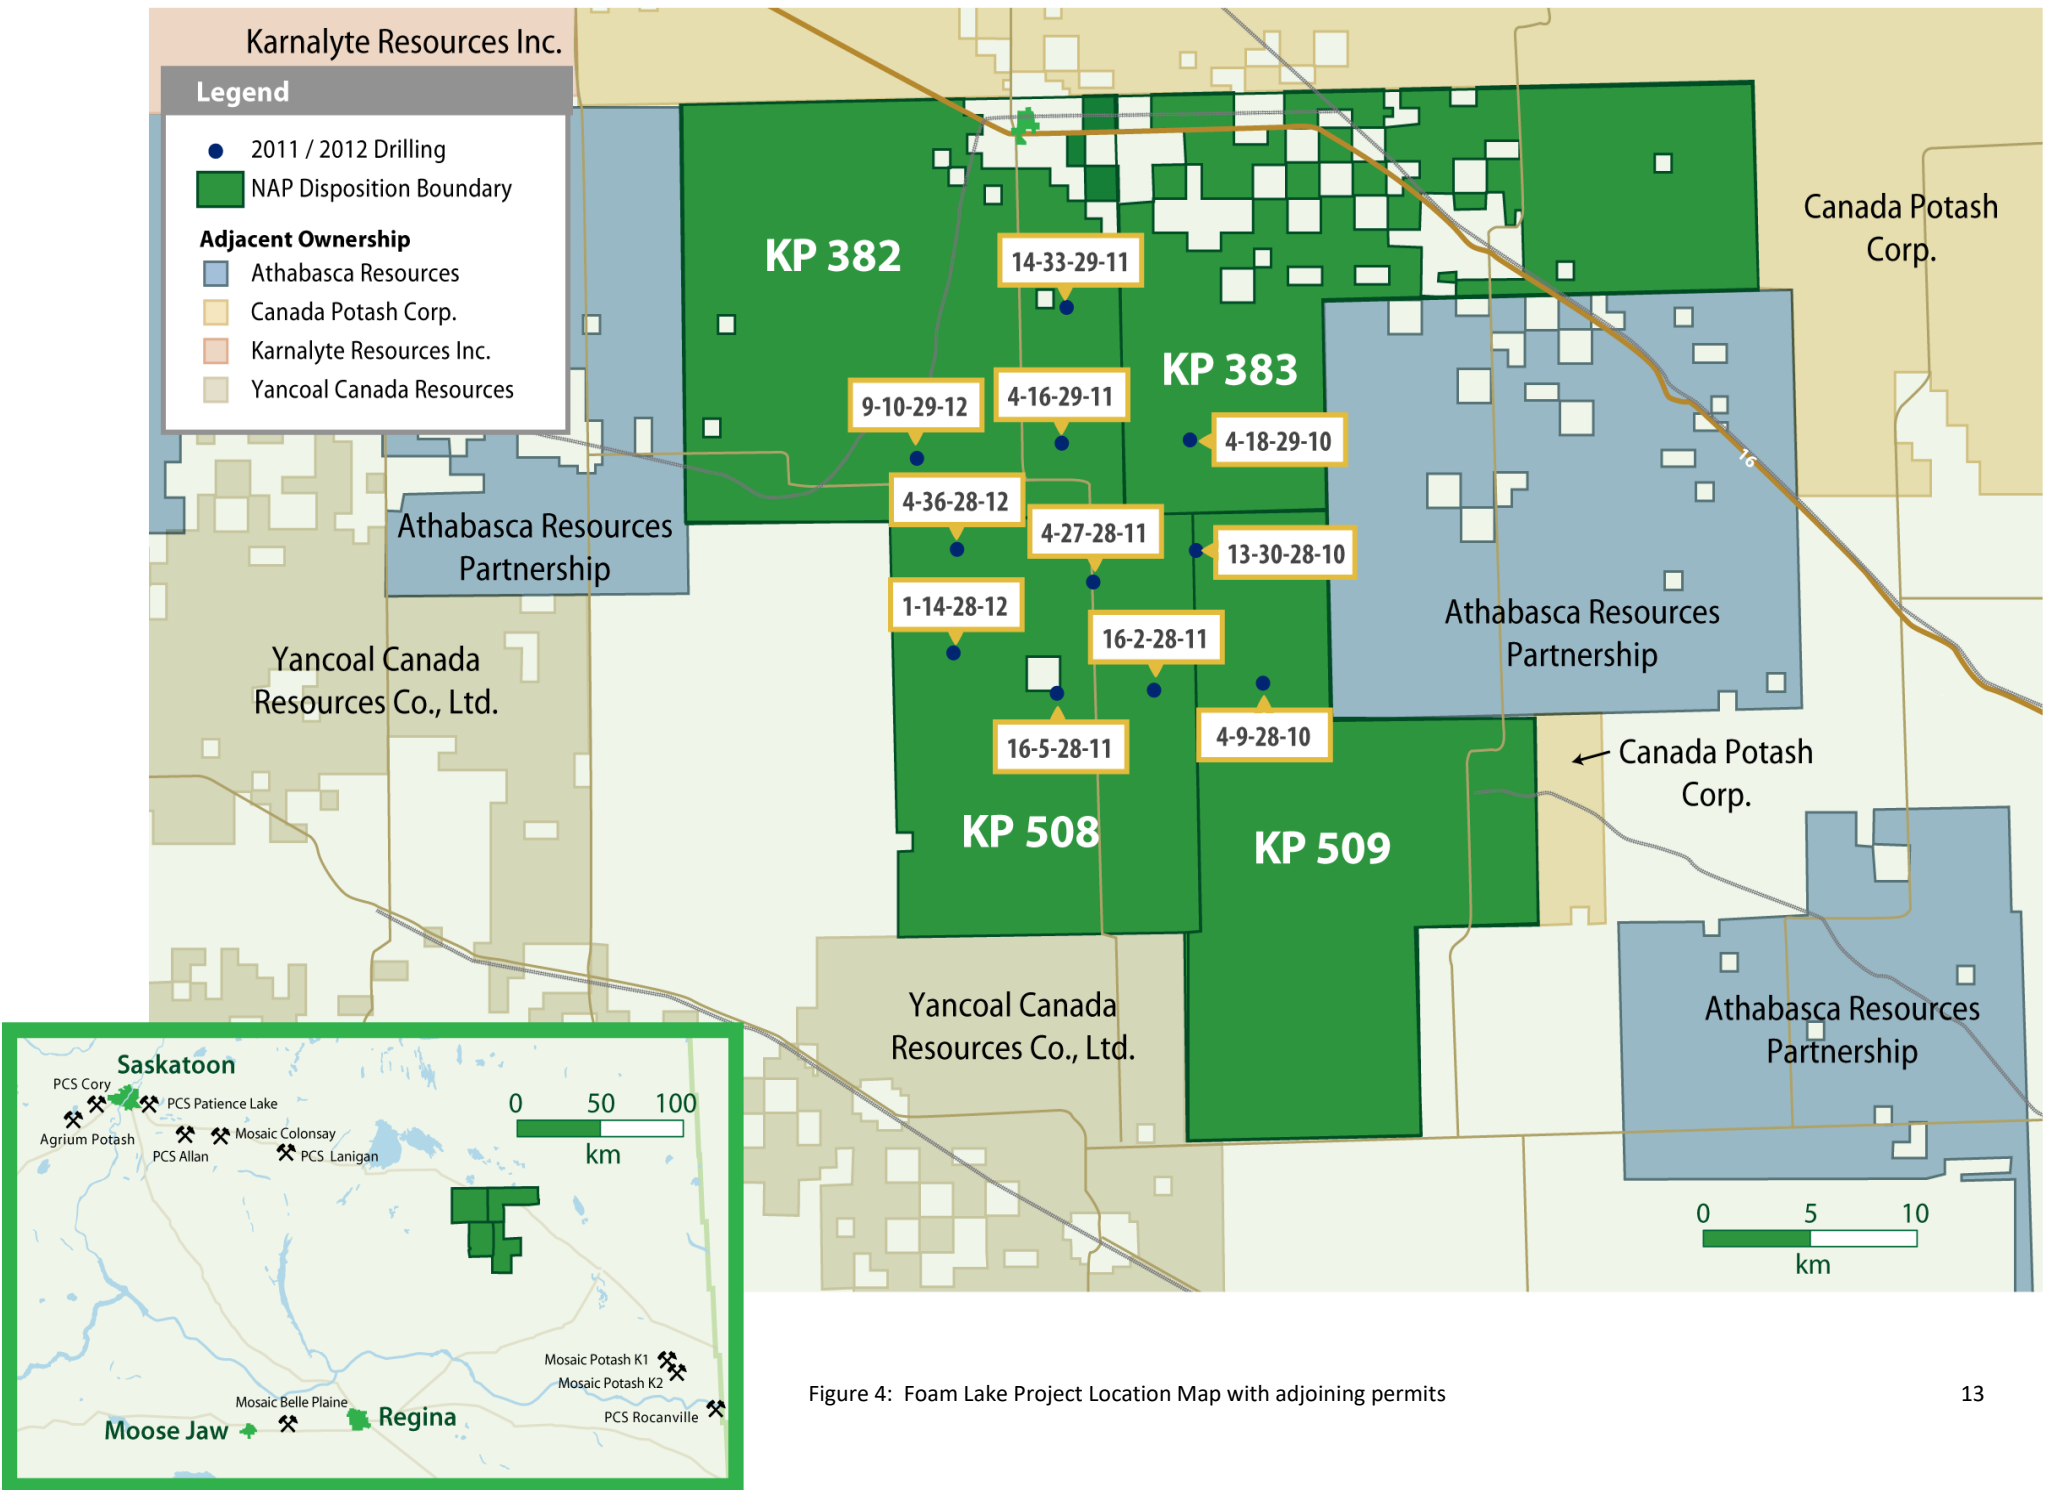 Karnalyte Resources Inc.
Legend
2011 / 2012 Drilling
NAP Disposition Boundary
Adjacent Ownership
Athabasca Resources
Canada Potash Corp.
Karnalyte Resources Inc.
Yancoal Canada Resources
KP 382
14-33-29-11
Canada Potash
Corp.
KP 383
9-10-29-12
4-16-29-11
4-18-29-10
16
4-36-28-12
4-27-28-11
13-30-28-10
Athabasca Resources
Partnership
1-14-28-12
16-2-28-11
Athabasca Resources
Partnership
Yancoal Canada
Resources Co., Ltd.
16-5-28-11
4-9-28-10
Canada Potash
Corp.
KP 508
KP 509
Yancoal Canada
Resources Co., Ltd.
Athabasca Resources
Partnership
0 5 10
km
Saskatoon
PCS Cory
PCS Patience Lake
Agrium Potash
PCS Allan
Mosaic Colonsay
PCS Lanigan
0 50 100
km
Mosaic Potash K1
Mosaic Potash K2
PCS Rocanville
Mosaic Belle Plaine
Moose Jaw
Regina
Figure 4: Foam Lake Project Location Map with adjoining permits
13